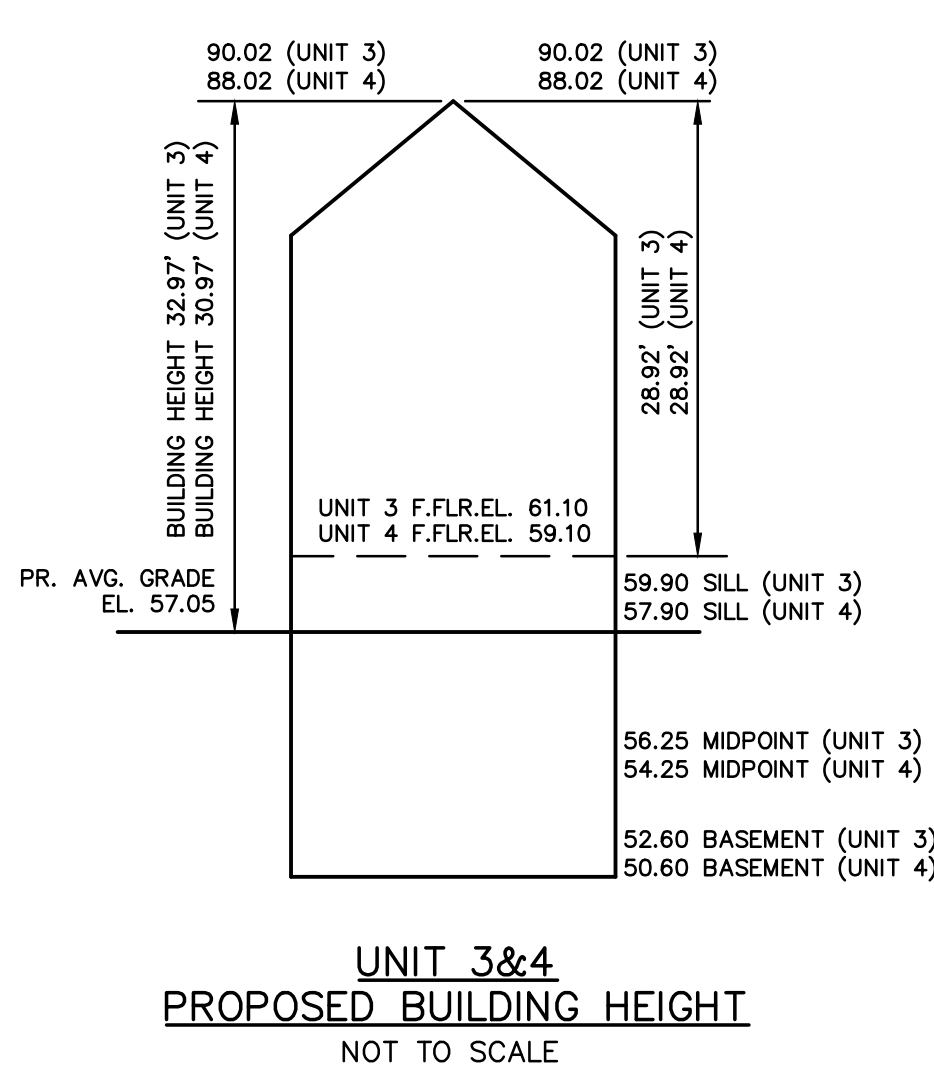 90.02 (UNIT 3)
88.02 (UNIT 4)
90.02 (UNIT 3)
88.02 (UNIT 4)
BUILDING HEIGHT 32.97' (UNIT 3)
BUILDING HEIGHT 30.97' (UNIT 4)
28.92' (UNIT 3)
28.92' (UNIT 4)
UNIT 3 F.FLR.EL. 61.10
UNIT 4 F.FLR.EL. 59.10
PR. AVG. GRADE
EL. 57.05
59.90 SILL (UNIT 3)
57.90 SILL (UNIT 4)
56.25 MIDPOINT (UNIT 3)
54.25 MIDPOINT (UNIT 4)
52.60 BASEMENT (UNIT 3)
50.60 BASEMENT (UNIT 4)
UNIT 3&4
PROPOSED BUILDING HEIGHT
NOT TO SCALE